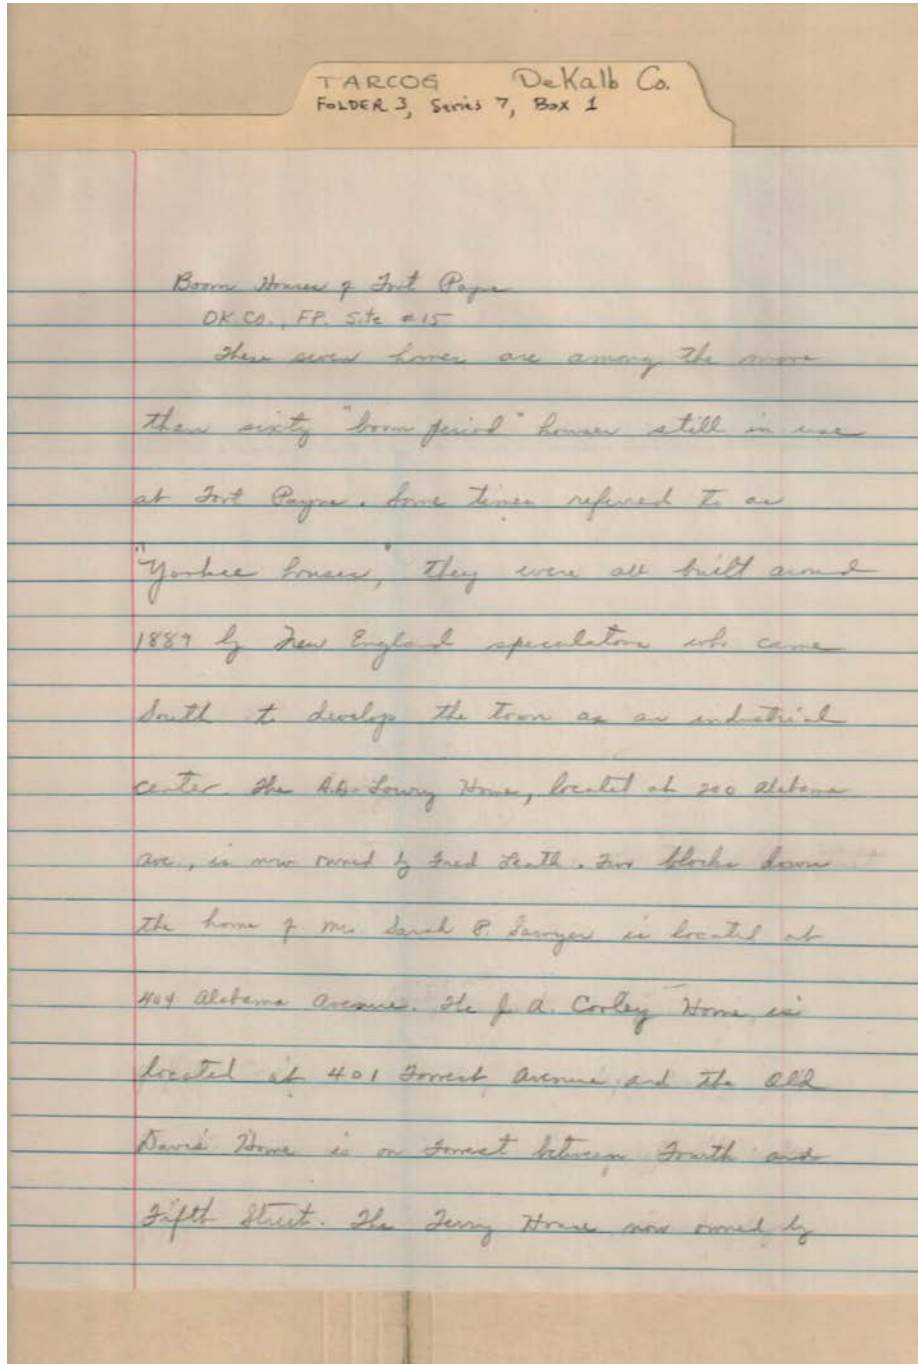 TARCOG DeKalb Co.
FOLDER 3, Series 7, Box 1
Boom Houses of Fort Payne
DK. CO., FP. Site #15
These seven homes are among the more
than sixty "boom period" houses still in use
at Fort Payne. Some times referred to as
"Yankee houses," they were all built around
1889 by New England speculators who came
South to develop the town as an industrial
center. The A.D. Lowry Home, located at 200 Alabama
ave, is now owned by Fred Leath. Two blocks down
the home of Mrs Sarah P. Sawyer is located at
404 Alabama Avenue. The J. A. Corley Home is
located at 401 Forrest Avenue and the old
Davis Home is on Forrest between Fourth and
Fifth Street. The Terry House now owned by